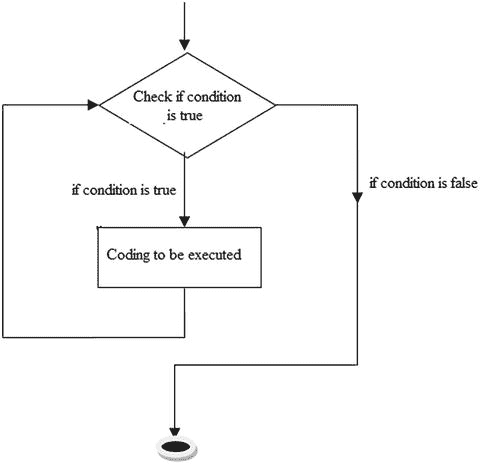 Check if condition
is true
if condition is true
if condition is false
Coding to be executed